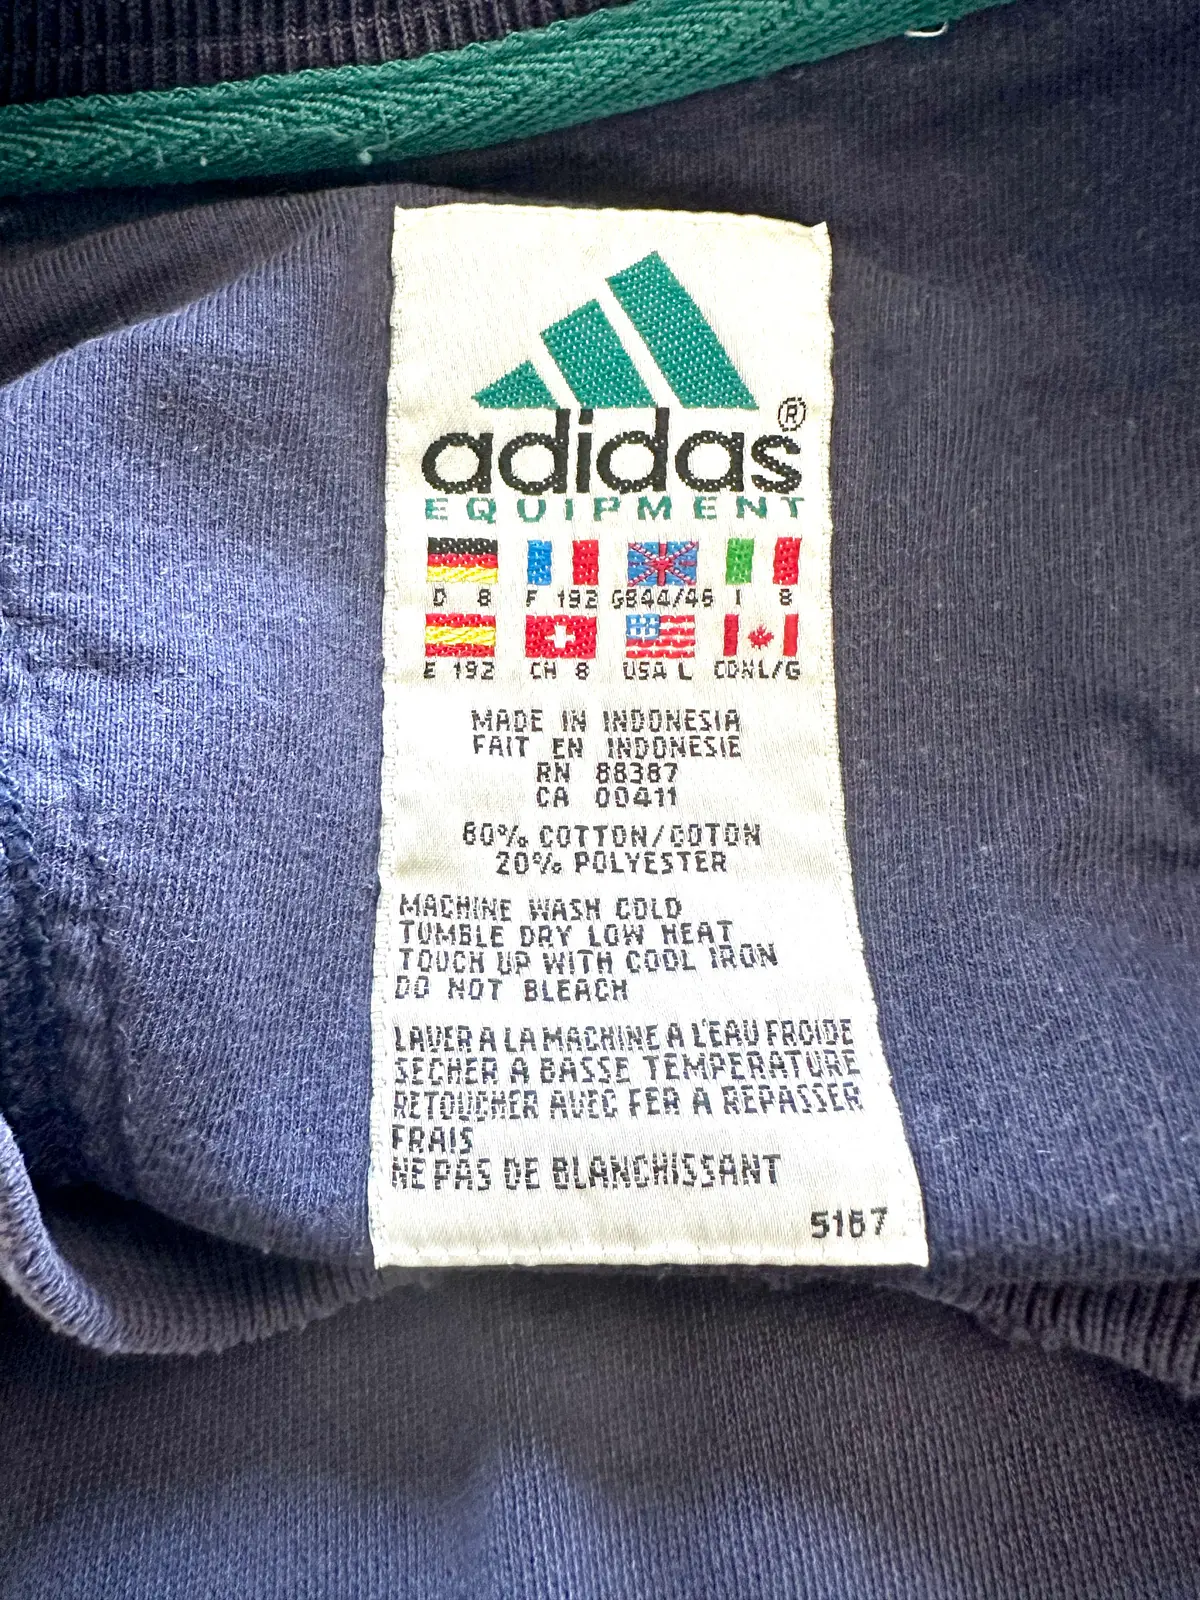 adidas®
EQUIPMENT
D 8 F 192 GB44/46 I 8
E 192 CH 8 USA L CDNL/G
MADE IN INDONESIA
FAIT EN INDONESIE
RN 88387
CA 00411
80% COTTON/COTON
20% POLYESTER
MACHINE WASH COLD
TUMBLE DRY LOW HEAT
TOUCH UP WITH COOL IRON
DO NOT BLEACH
LAVER A LA MACHINE A L'EAU FROIDE
SECHER A BASSE TEMPERATURE
RETOUCHER AVEC FER A REPASSER
FRAIS
NE PAS DE BLANCHISSANT
5167